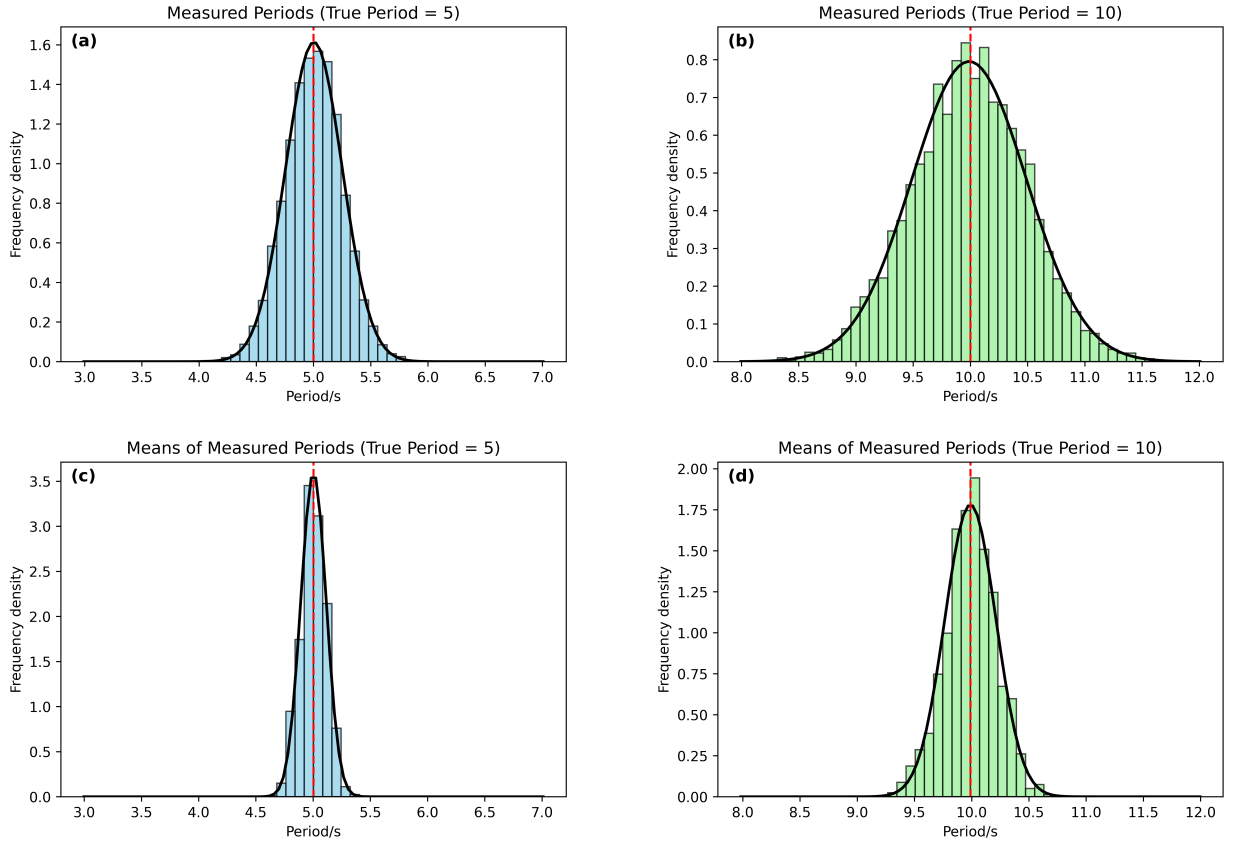 Measured Periods (True Period = 5)
(a)
Frequency density
1.6
1.4
1.2
1.0
0.8
0.6
0.4
0.2
0.0
3.0 3.5 4.0 4.5 5.0 5.5 6.0 6.5 7.0
Period/s
Measured Periods (True Period = 10)
(b)
Frequency density
0.8
0.7
0.6
0.5
0.4
0.3
0.2
0.1
0.0
8.0 8.5 9.0 9.5 10.0 10.5 11.0 11.5 12.0
Period/s
Means of Measured Periods (True Period = 5)
(c)
Frequency density
3.5
3.0
2.5
2.0
1.5
1.0
0.5
0.0
3.0 3.5 4.0 4.5 5.0 5.5 6.0 6.5 7.0
Period/s
Means of Measured Periods (True Period = 10)
(d)
Frequency density
2.00
1.75
1.50
1.25
1.00
0.75
0.50
0.25
0.00
8.0 8.5 9.0 9.5 10.0 10.5 11.0 11.5 12.0
Period/s